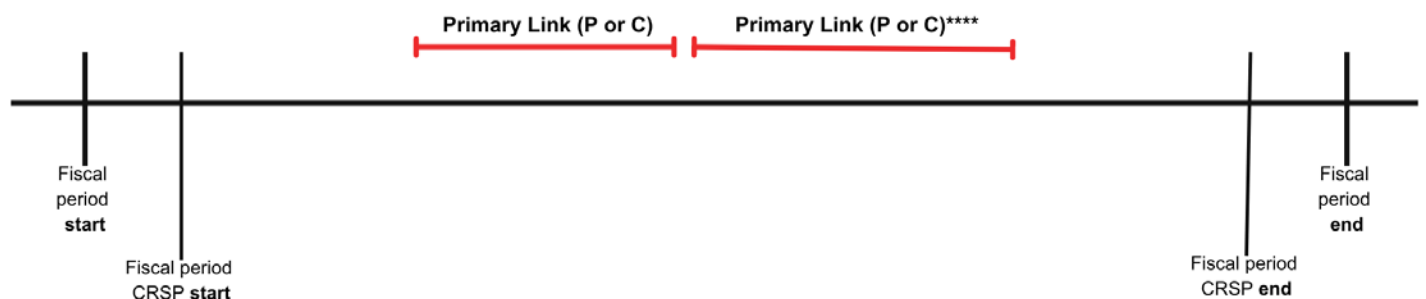 Primary Link (P or C)
Primary Link (P or C)****
Fiscal
period
start
Fiscal period
CRSP start
Fiscal period
CRSP end
Fiscal
period
end